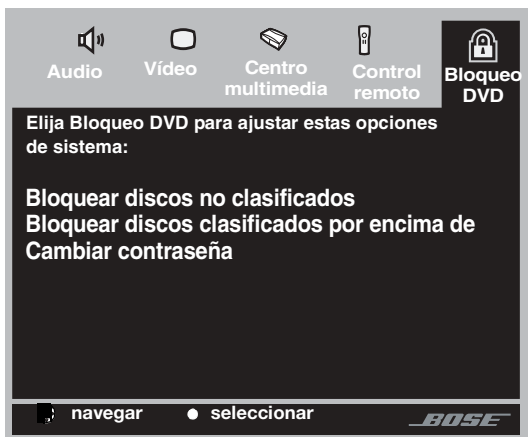 Audio
Vídeo
Centro
multimedia
Control
remoto
Bloqueo
DVD
Elija Bloqueo DVD para ajustar estas opciones
de sistema:
Bloquear discos no clasificados
Bloquear discos clasificados por encima de
Cambiar contraseña
navegar
seleccionar
BOSE